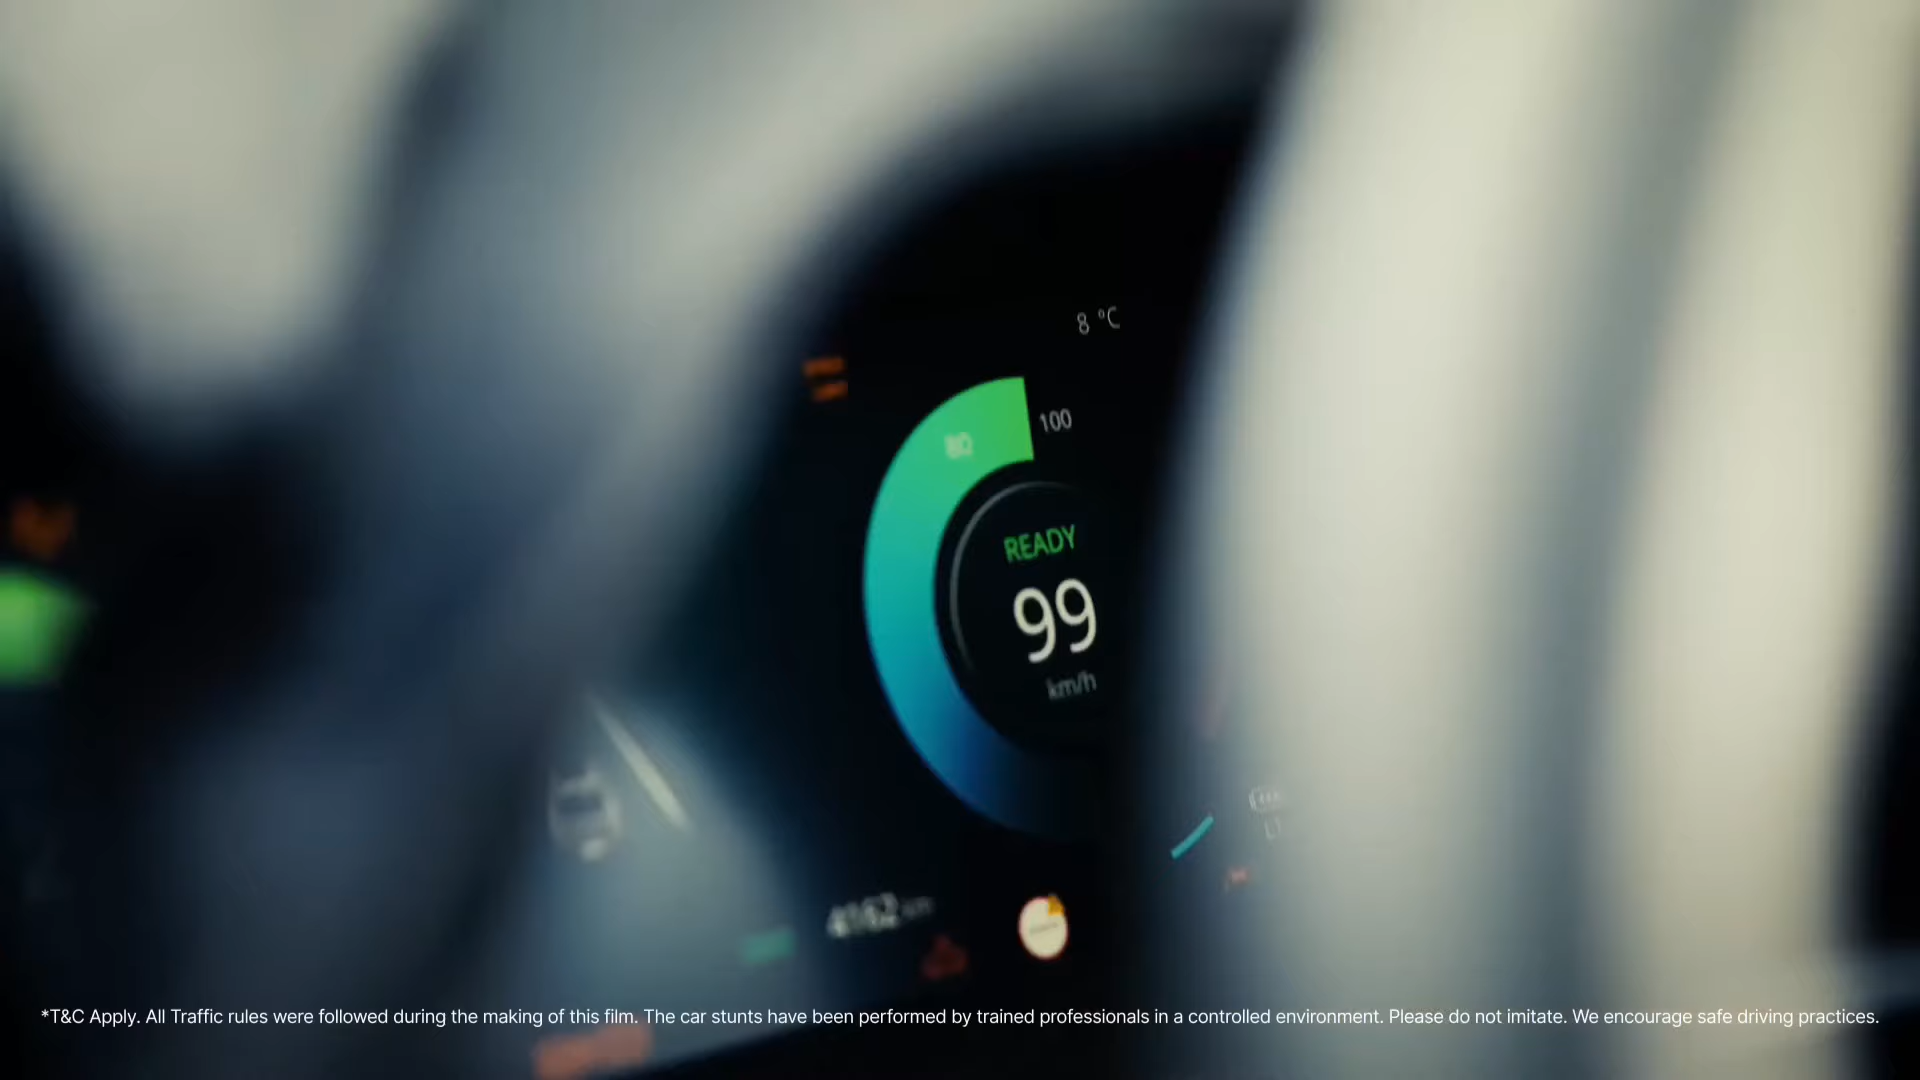 8 °C
100
80
READY
99
km/h
*T&C Apply. All Traffic rules were followed during the making of this film. The car stunts have been performed by trained professionals in a controlled environment. Please do not imitate. We encourage safe driving practices.